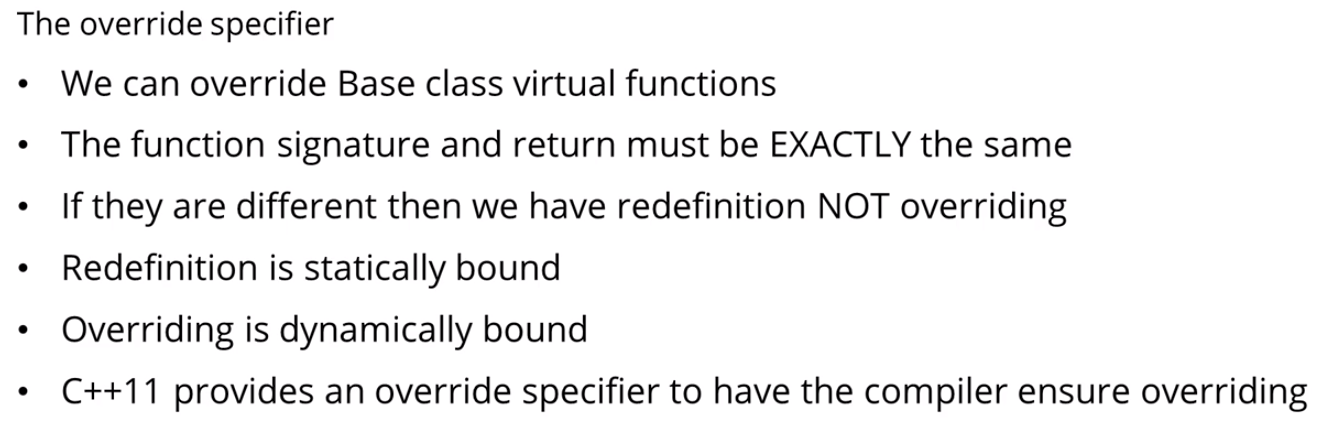 The override specifier
• We can override Base class virtual functions
• The function signature and return must be EXACTLY the same
• If they are different then we have redefinition NOT overriding
• Redefinition is statically bound
• Overriding is dynamically bound
• C++11 provides an override specifier to have the compiler ensure overriding